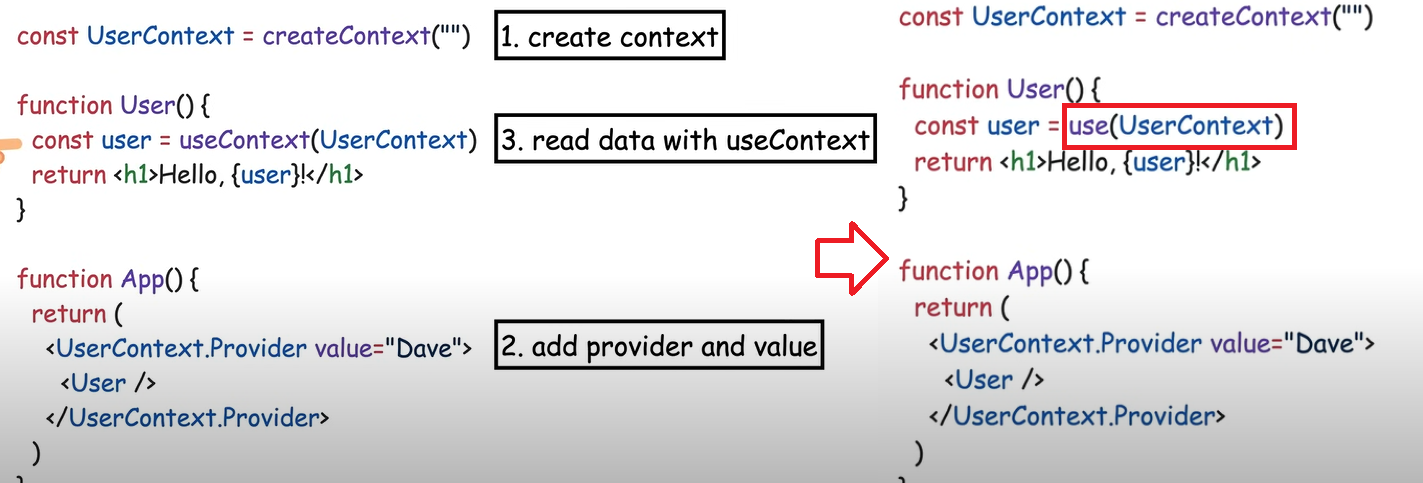 const UserContext = createContext("")
1. create context
function User() {
const user = useContext(UserContext)
3. read data with useContext
return <h1>Hello, {user}!</h1>
}
function App() {
return (
<UserContext.Provider value="Dave">
2. add provider and value
<User />
</UserContext.Provider>
)
const UserContext = createContext("")
function User() {
const user = use(UserContext)
return <h1>Hello, {user}!</h1>
}
function App() {
return (
<UserContext.Provider value="Dave">
<User />
</UserContext.Provider>
)